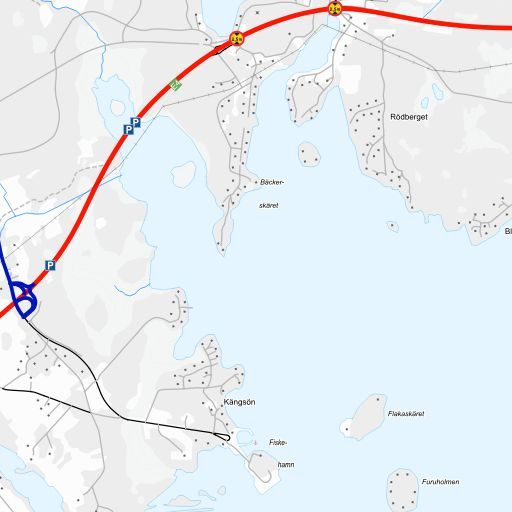 Rödberget
Bäcker-
skäret
P
P
P
Kängsön
Flakaskäret
Fiske-
hamn
Furuholmen